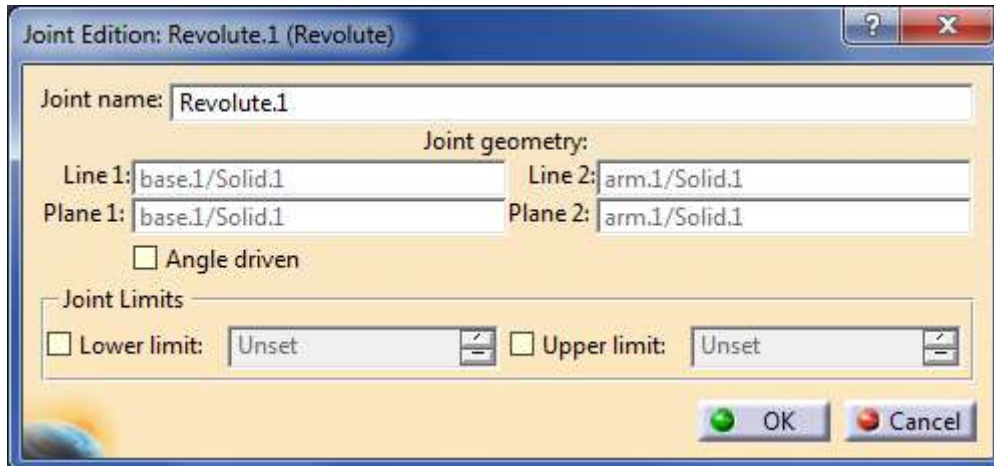 Joint Edition: Revolute.1 (Revolute)
?
Joint name: Revolute.1
Joint geometry:
Line 1: base.1/Solid.1 Line 2: arm.1/Solid.1
Plane 1: base.1/Solid.1 Plane 2: arm.1/Solid.1
Angle driven
Joint Limits
Lower limit: Unset Upper limit: Unset
OK Cancel